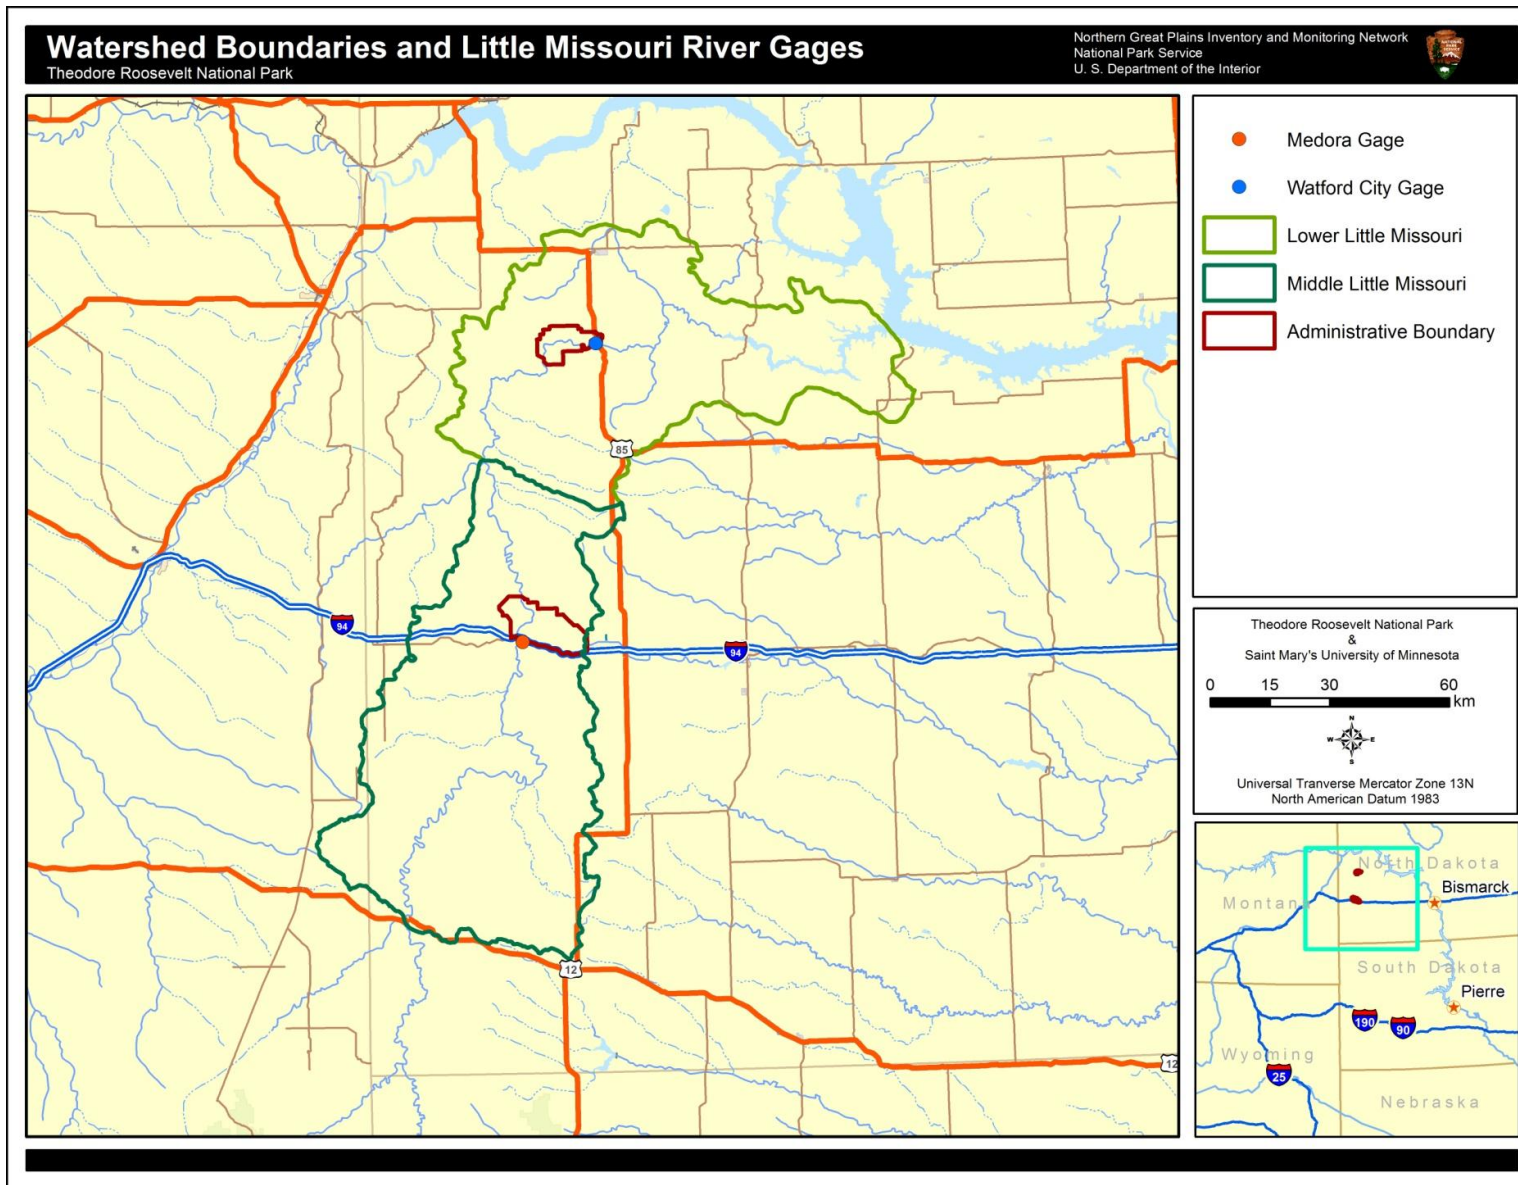 Watershed Boundaries and Little Missouri River Gages
Theodore Roosevelt National Park
Northern Great Plains Inventory and Monitoring Network
National Park Service
U. S. Department of the Interior
Medora Gage
Watford City Gage
Lower Little Missouri
Middle Little Missouri
Administrative Boundary
85
94
94
12
12
Theodore Roosevelt National Park
&
Saint Mary's University of Minnesota
0 15 30 60
km
N
W E
S
Universal Tranverse Mercator Zone 13N
North American Datum 1983
North Dakota
Bismarck
Montana
South Dakota
Pierre
190
90
Wyoming
25
Nebraska